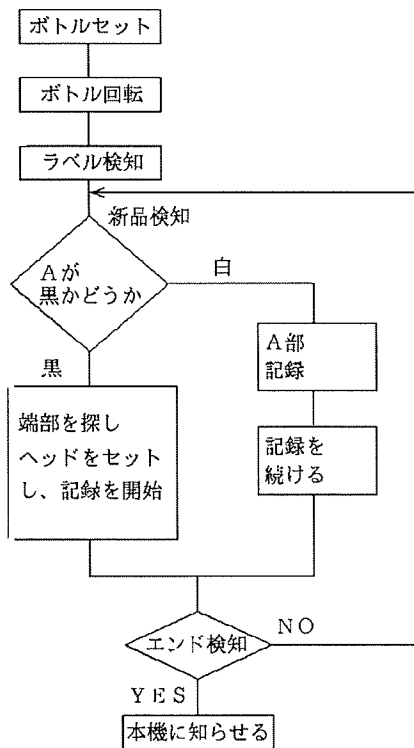 ボトルセット
ボトル回転
ラベル検知
新品検知
Aが
黒かどうか
白
黒
A部
記録
端部を探し
ヘッドをセット
し、記録を開始
記録を
続ける
エンド検知
NO
YES
本機に知らせる